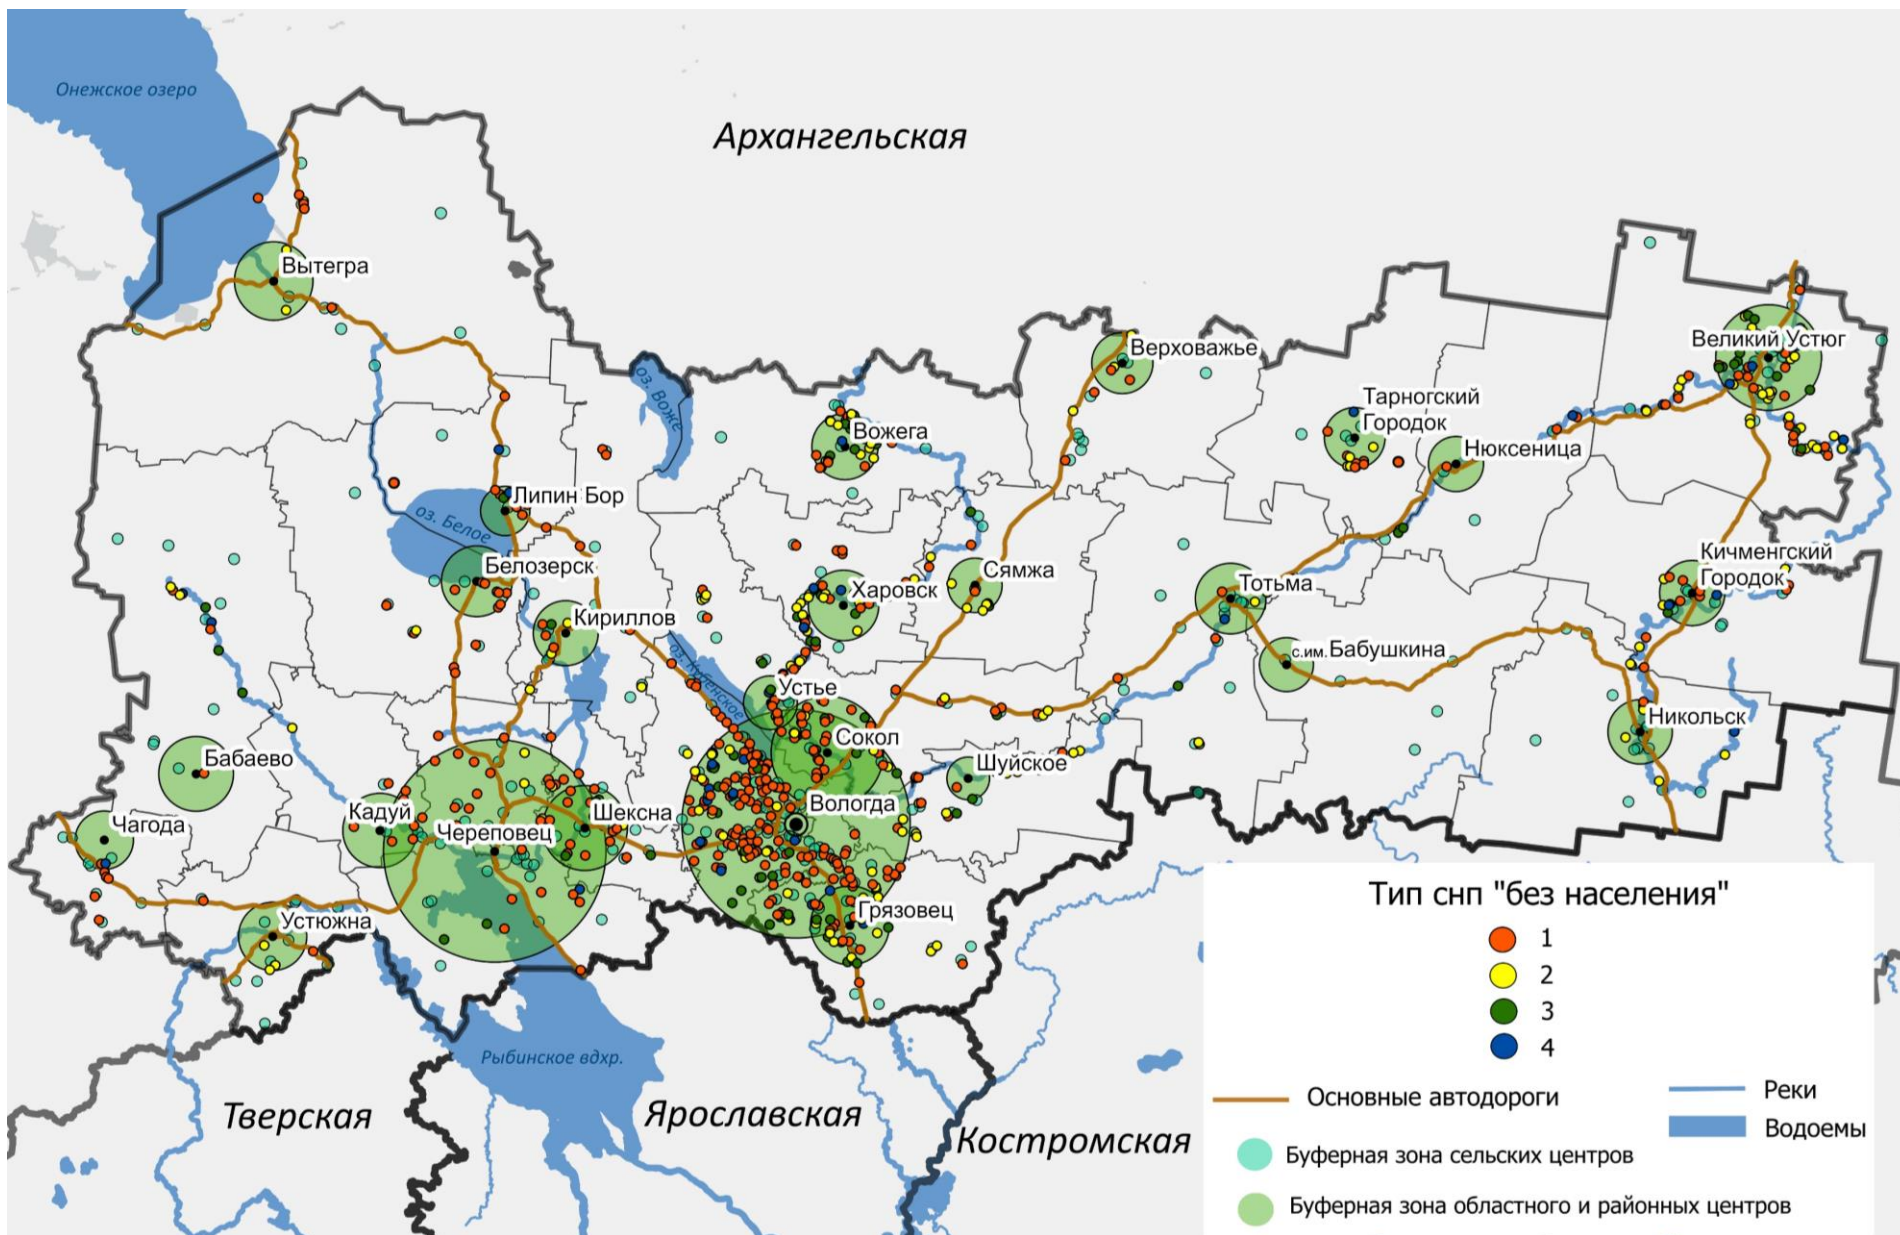 Онежское озеро
Архангельская
Вытегра
Верховажье
Великий Устюг
оз. Воже
Тарногский
Городок
Вожега
Нюксеница
Липин Бор
оз. Белое
Белозерск
Сямжа
Кичменгский
Городок
Харовск
Тотьма
Кириллов
с.им.Бабушкина
оз. Кубенское
Устье
Никольск
Сокол
Бабаево
Шуйское
Кадуй
Шексна
Вологда
Чагода
Череповец
Устюжна
Грязовец
Рыбинское вдхр.
Тверская
Ярославская
Костромская
Тип снп "без населения"
1
2
3
4
Основные автодороги
Реки
Водоемы
Буферная зона сельских центров
Буферная зона областного и районных центров